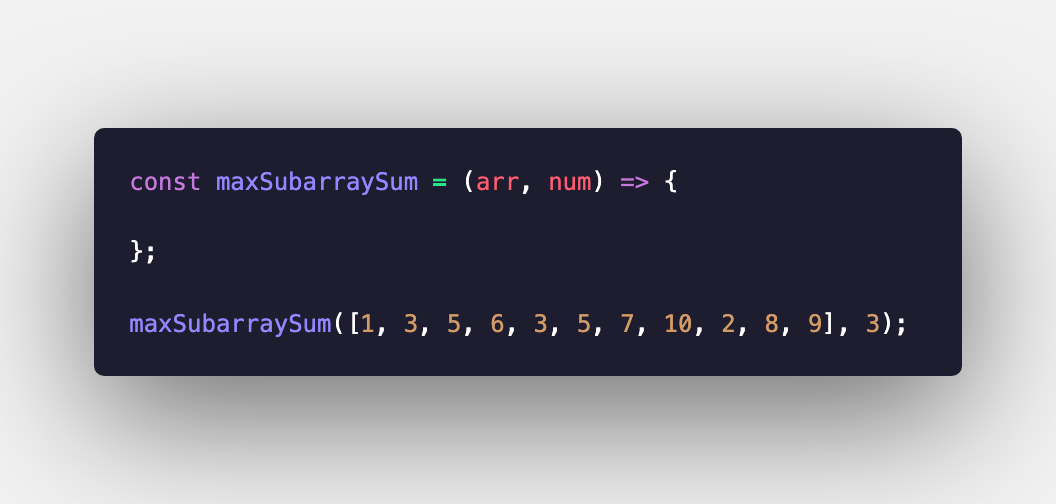 const maxSubarraySum = (arr, num) => {
};
maxSubarraySum([1, 3, 5, 6, 3, 5, 7, 10, 2, 8, 9], 3);